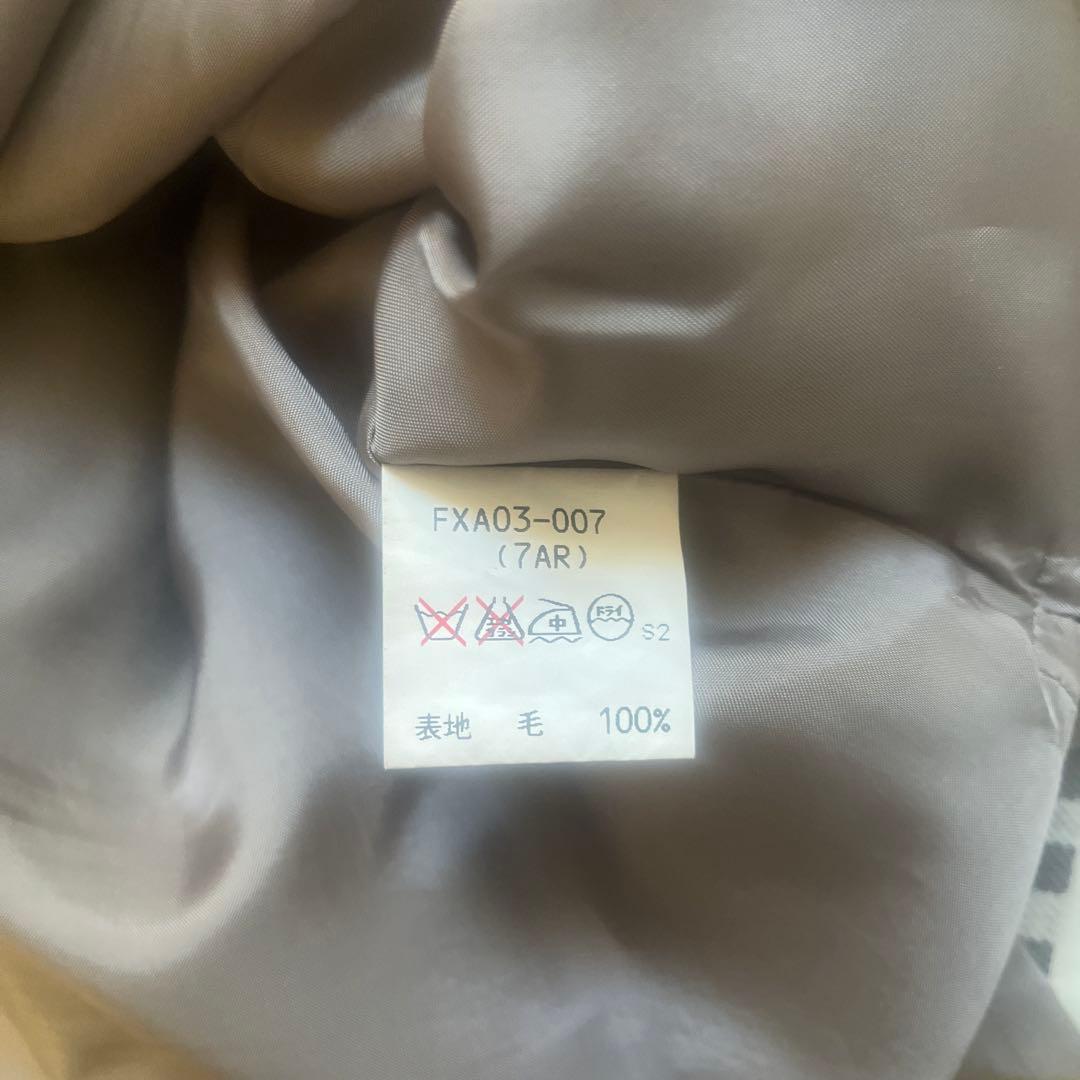 FXA03-007
(7AR)
中 ドライ S2
表地 毛 100%